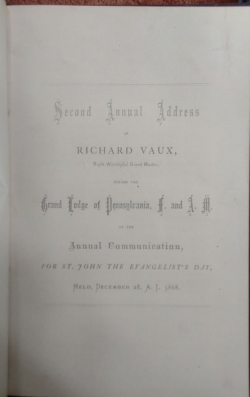 Second Annual Address
OF
RICHARD VAUX,
Right Worshipful Grand Master,
BEFORE THE
Grand Lodge of Pennsylvania, F. and A. M.
AT THE
Annual Communication,
FOR ST. JOHN THE EVANGELIST'S DAY,
HELD, DECEMBER 28, A. L. 5868.